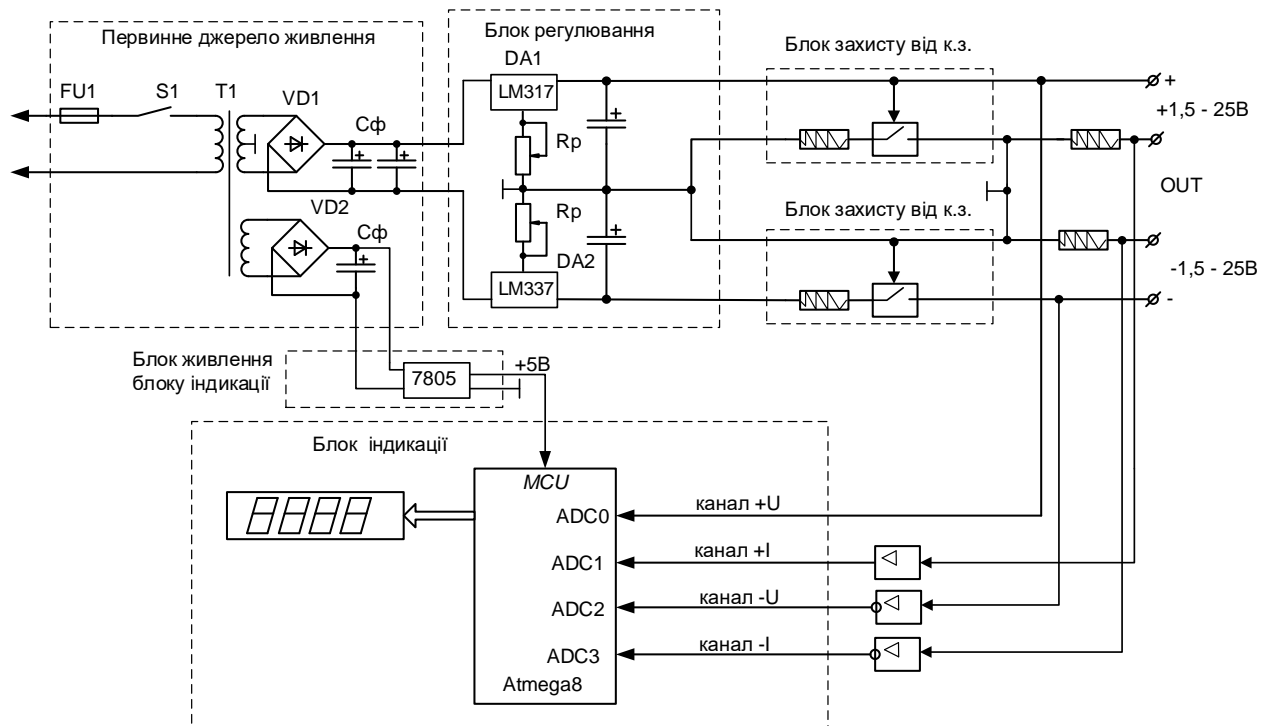 Первинне джерело живлення
FU1
S1
T1
VD1
Cф
VD2
Cф
Блок регулювання
DA1
LM317
Rp
Rp
DA2
LM337
Блок захисту від к.з.
Блок захисту від к.з.
+
+1,5 - 25В
OUT
-1,5 - 25В
-
Блок живлення
блоку індикації
7805
+5В
Блок індикації
MCU
ADC0
ADC1
ADC2
ADC3
Atmega8
канал +U
канал +I
канал -U
канал -I